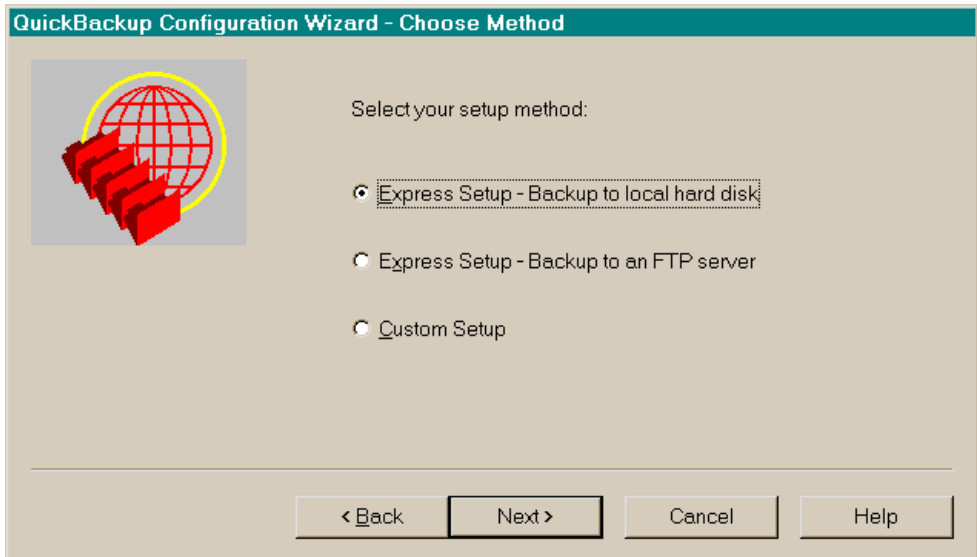 QuickBackup Configuration Wizard - Choose Method
Select your setup method:
Express Setup - Backup to local hard disk
Express Setup - Backup to an FTP server
Custom Setup
< Back
Next >
Cancel
Help